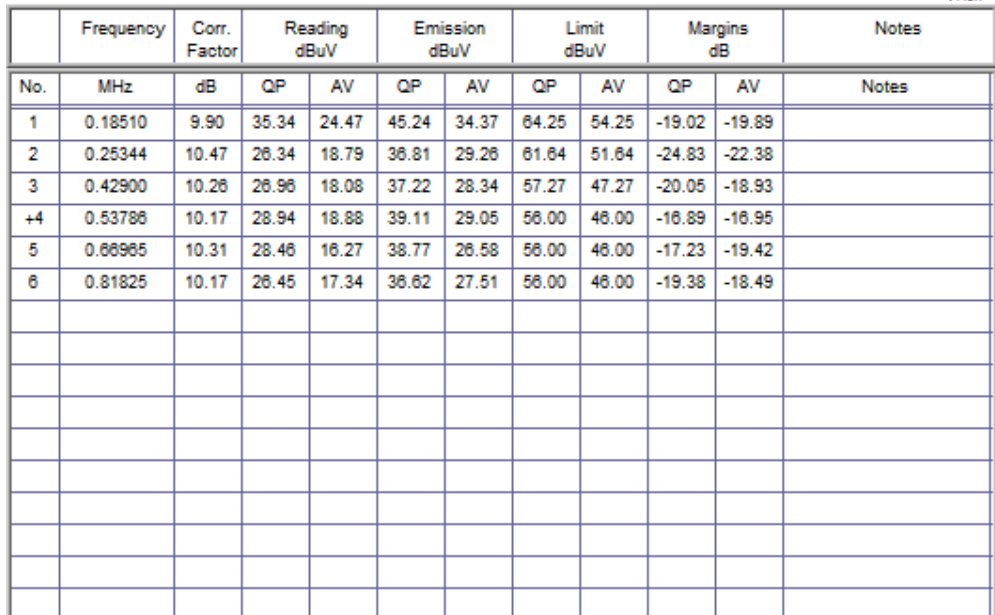 Frequency Corr. Factor Reading dBuV Emission dBuV Limit dBuV Margins dB Notes
No. MHz dB QP AV QP AV QP AV QP AV Notes
1 0.18510 9.90 35.34 24.47 45.24 34.37 64.25 54.25 -19.02 -19.89
2 0.25344 10.47 26.34 18.79 36.81 29.26 61.64 51.64 -24.83 -22.38
3 0.42900 10.26 26.96 18.08 37.22 28.34 57.27 47.27 -20.05 -18.93
+4 0.53786 10.17 28.94 18.88 39.11 29.05 56.00 46.00 -16.89 -16.95
5 0.66965 10.31 28.46 16.27 38.77 26.58 56.00 46.00 -17.23 -19.42
6 0.81825 10.17 26.45 17.34 36.62 27.51 56.00 46.00 -19.38 -18.49